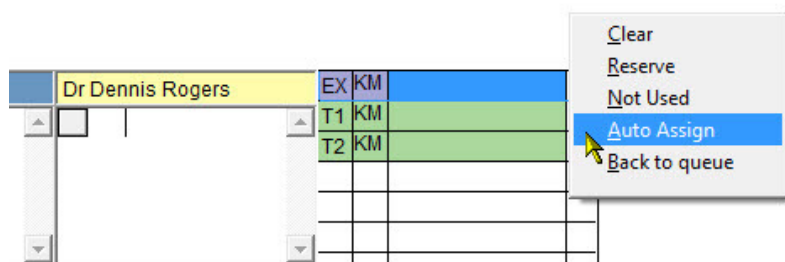 Clear
Reserve
Not Used
Auto Assign
Back to queue
Dr Dennis Rogers
EX KM
T1 KM
T2 KM